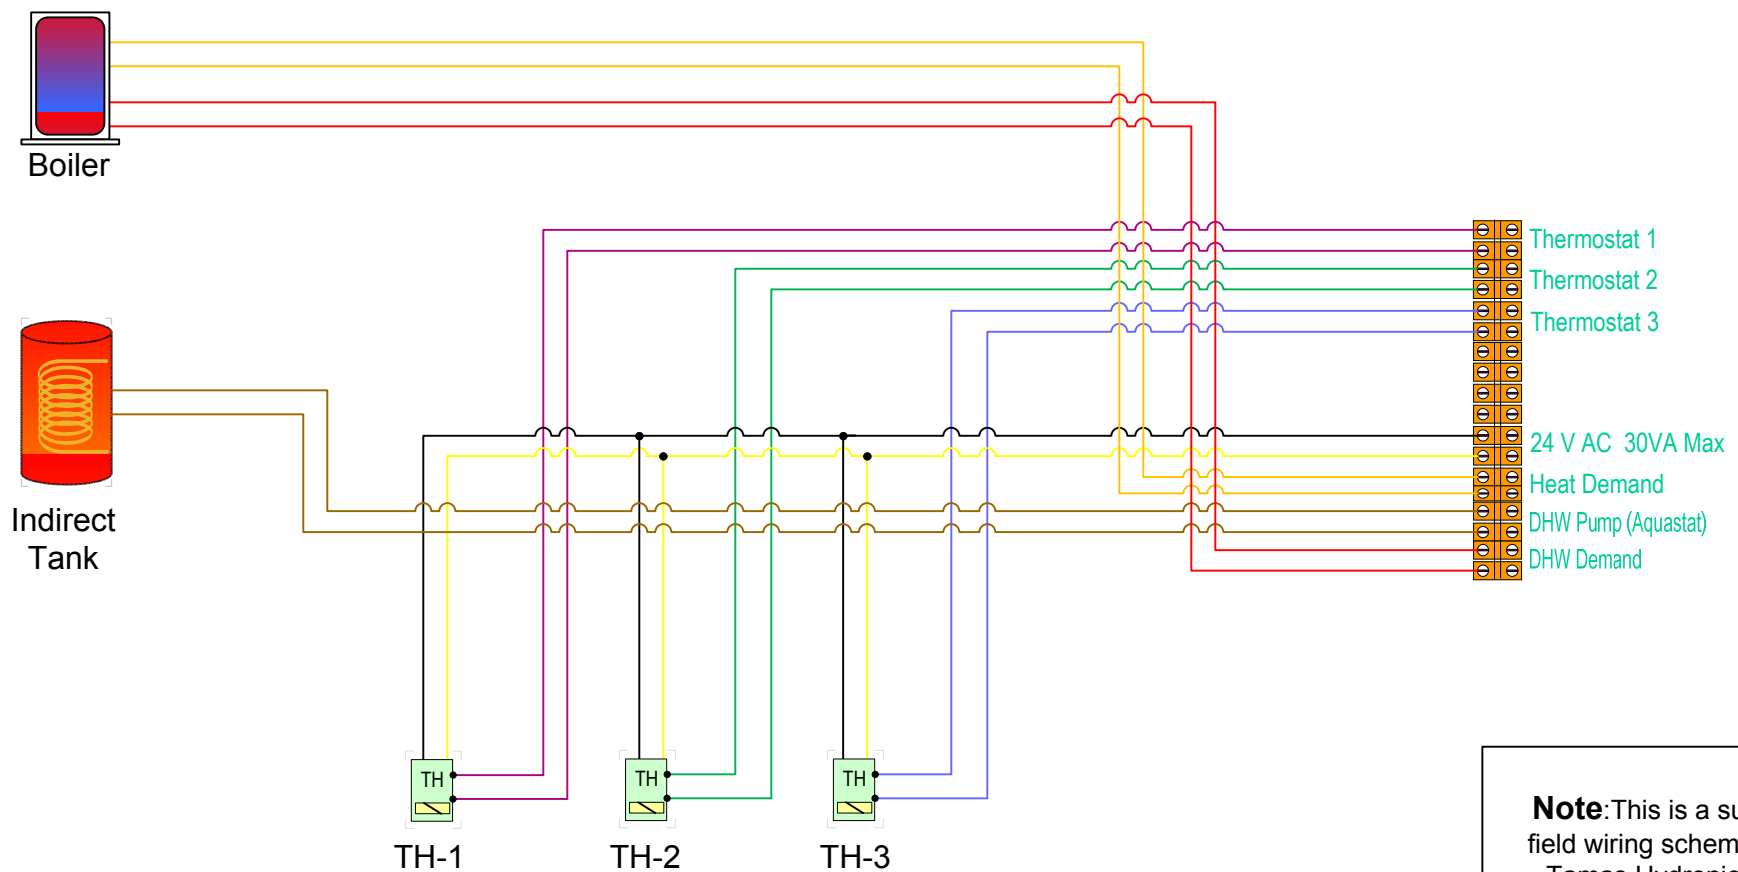 Boiler
Thermostat 1
Thermostat 2
Thermostat 3
24 V AC  30VA Max
Heat Demand
DHW Pump (Aquastat)
DHW Demand
Indirect
Tank
TH
TH
TH
TH-1
TH-2
TH-3
Note:This is a
field wiring